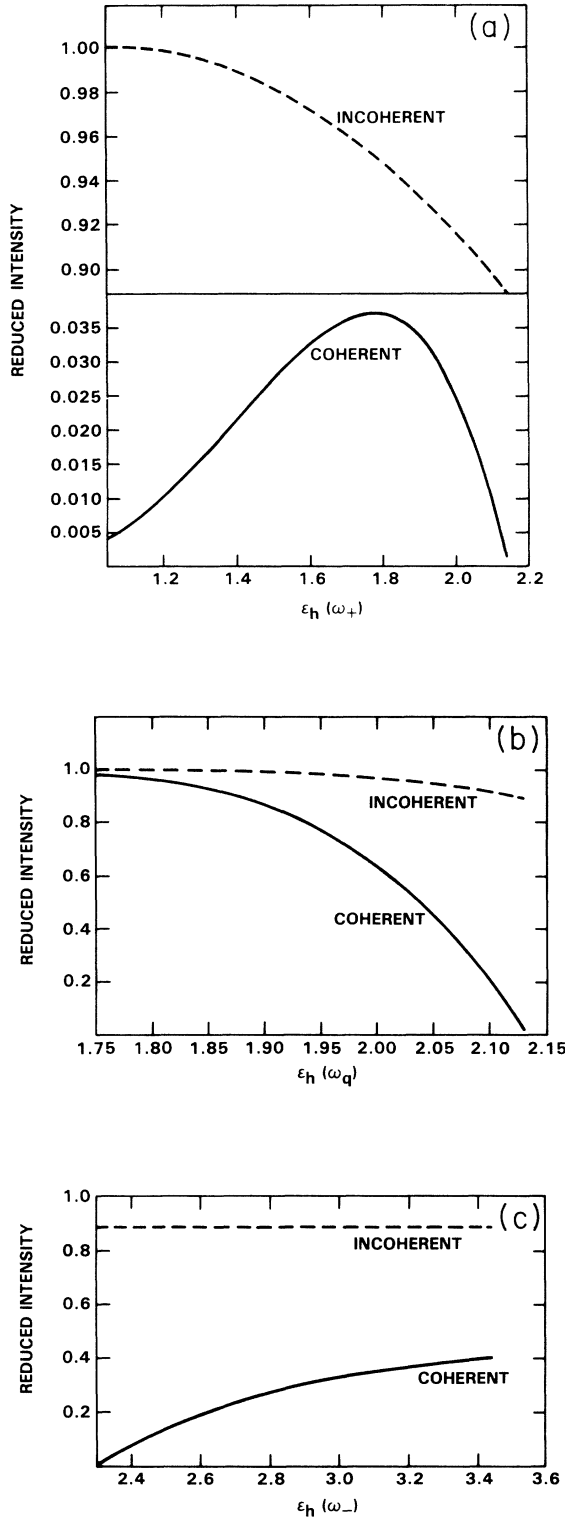 (a)
1.00
0.98
INCOHERENT
0.96
0.94
0.92
0.90
REDUCED INTENSITY
0.035
COHERENT
0.030
0.025
0.020
0.015
0.010
0.005
1.2 1.4 1.6 1.8 2.0 2.2
εh (ω+)
(b)
1.0
INCOHERENT
0.8
REDUCED INTENSITY
0.6
COHERENT
0.4
0.2
1.75 1.80 1.85 1.90 1.95 2.00 2.05 2.10 2.15
εh (ωq)
1.0
(c)
INCOHERENT
0.8
REDUCED INTENSITY
0.6
0.4
COHERENT
0.2
2.4 2.6 2.8 3.0 3.2 3.4 3.6
εh (ω−)